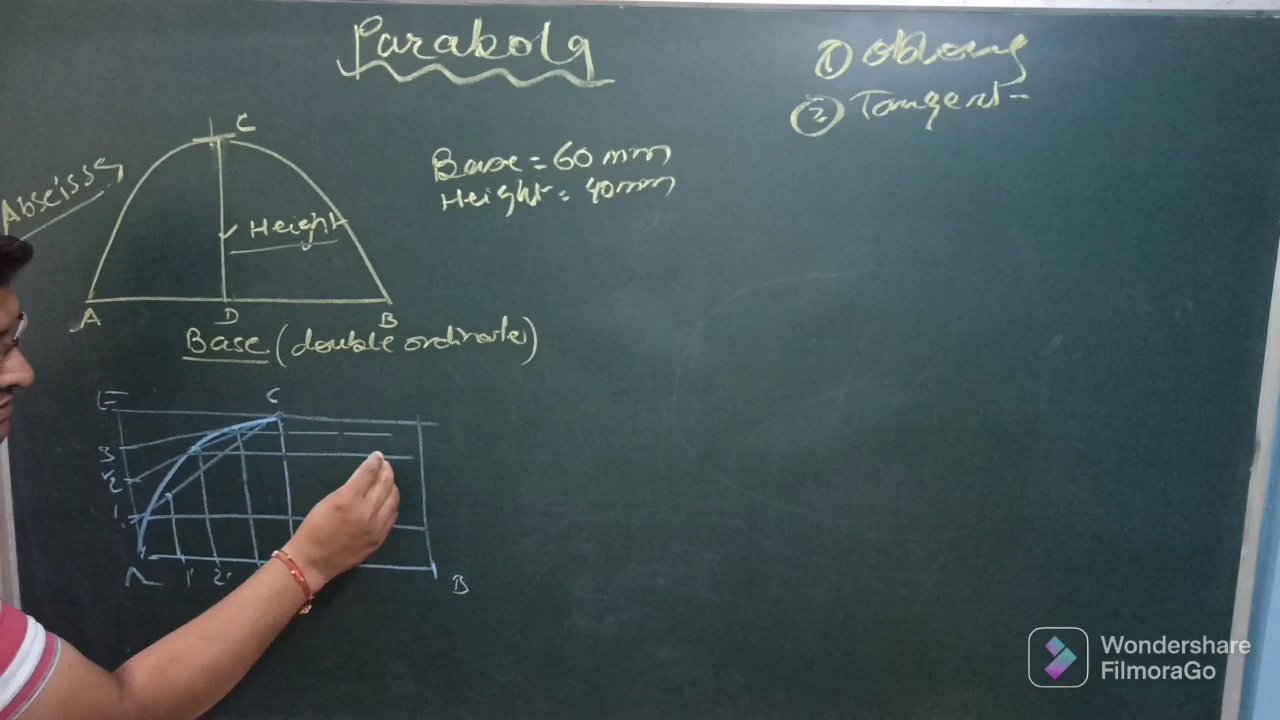 Parabola
① oblong
② Tangent-
C
Abscissa
Base = 60 mm
Height = 40mm
Height
A D B
Base (double ordinate)
E C
3
2
1
A 1' 2' B
Wondershare
FilmoraGo